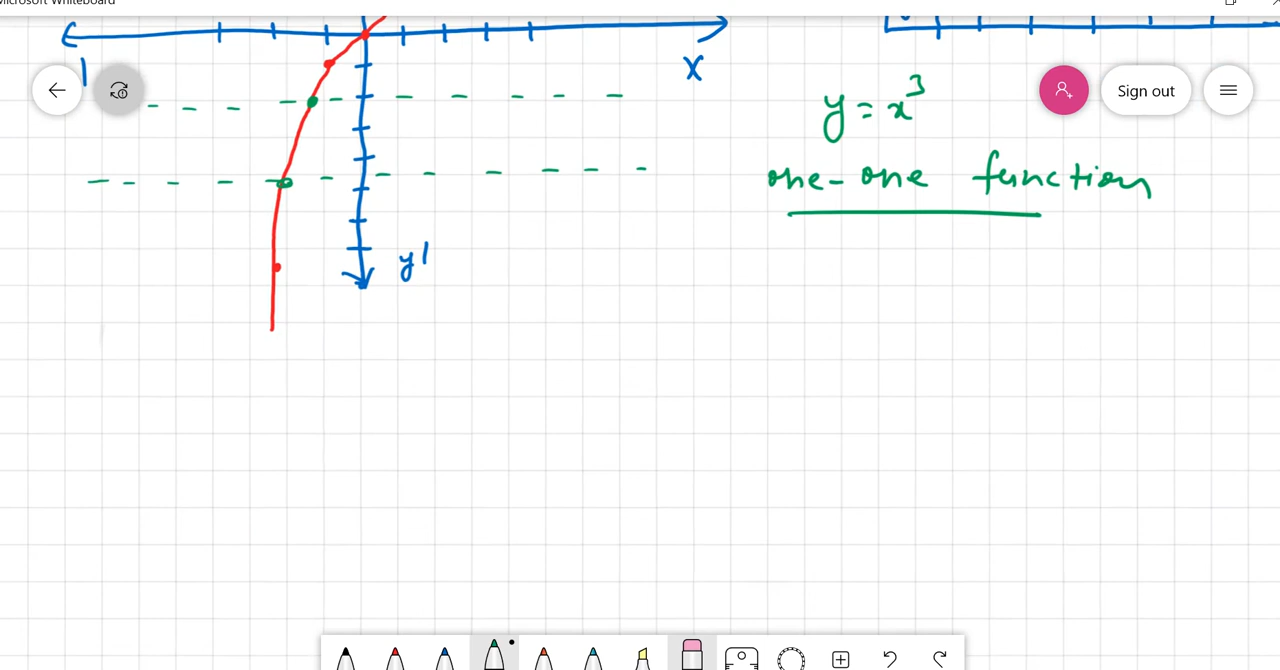 Microsoft Whiteboard
X
Sign out
y = x³
one-one function
y'